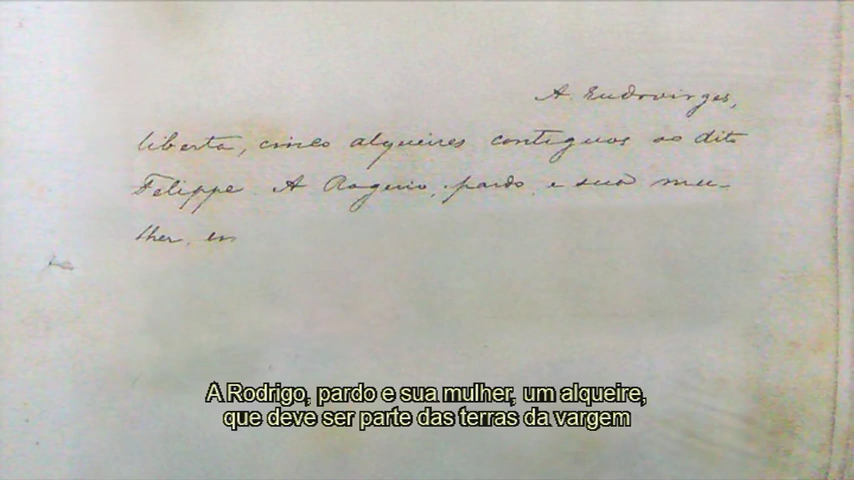 A Eudovirges,
liberta, cinco alqueires contiguos ao dito
Felippe. A Rogerio, pardo e sua mu-
lher, um
A Rodrigo, pardo e sua mulher, um alqueire,
que deve ser parte das terras da vargem